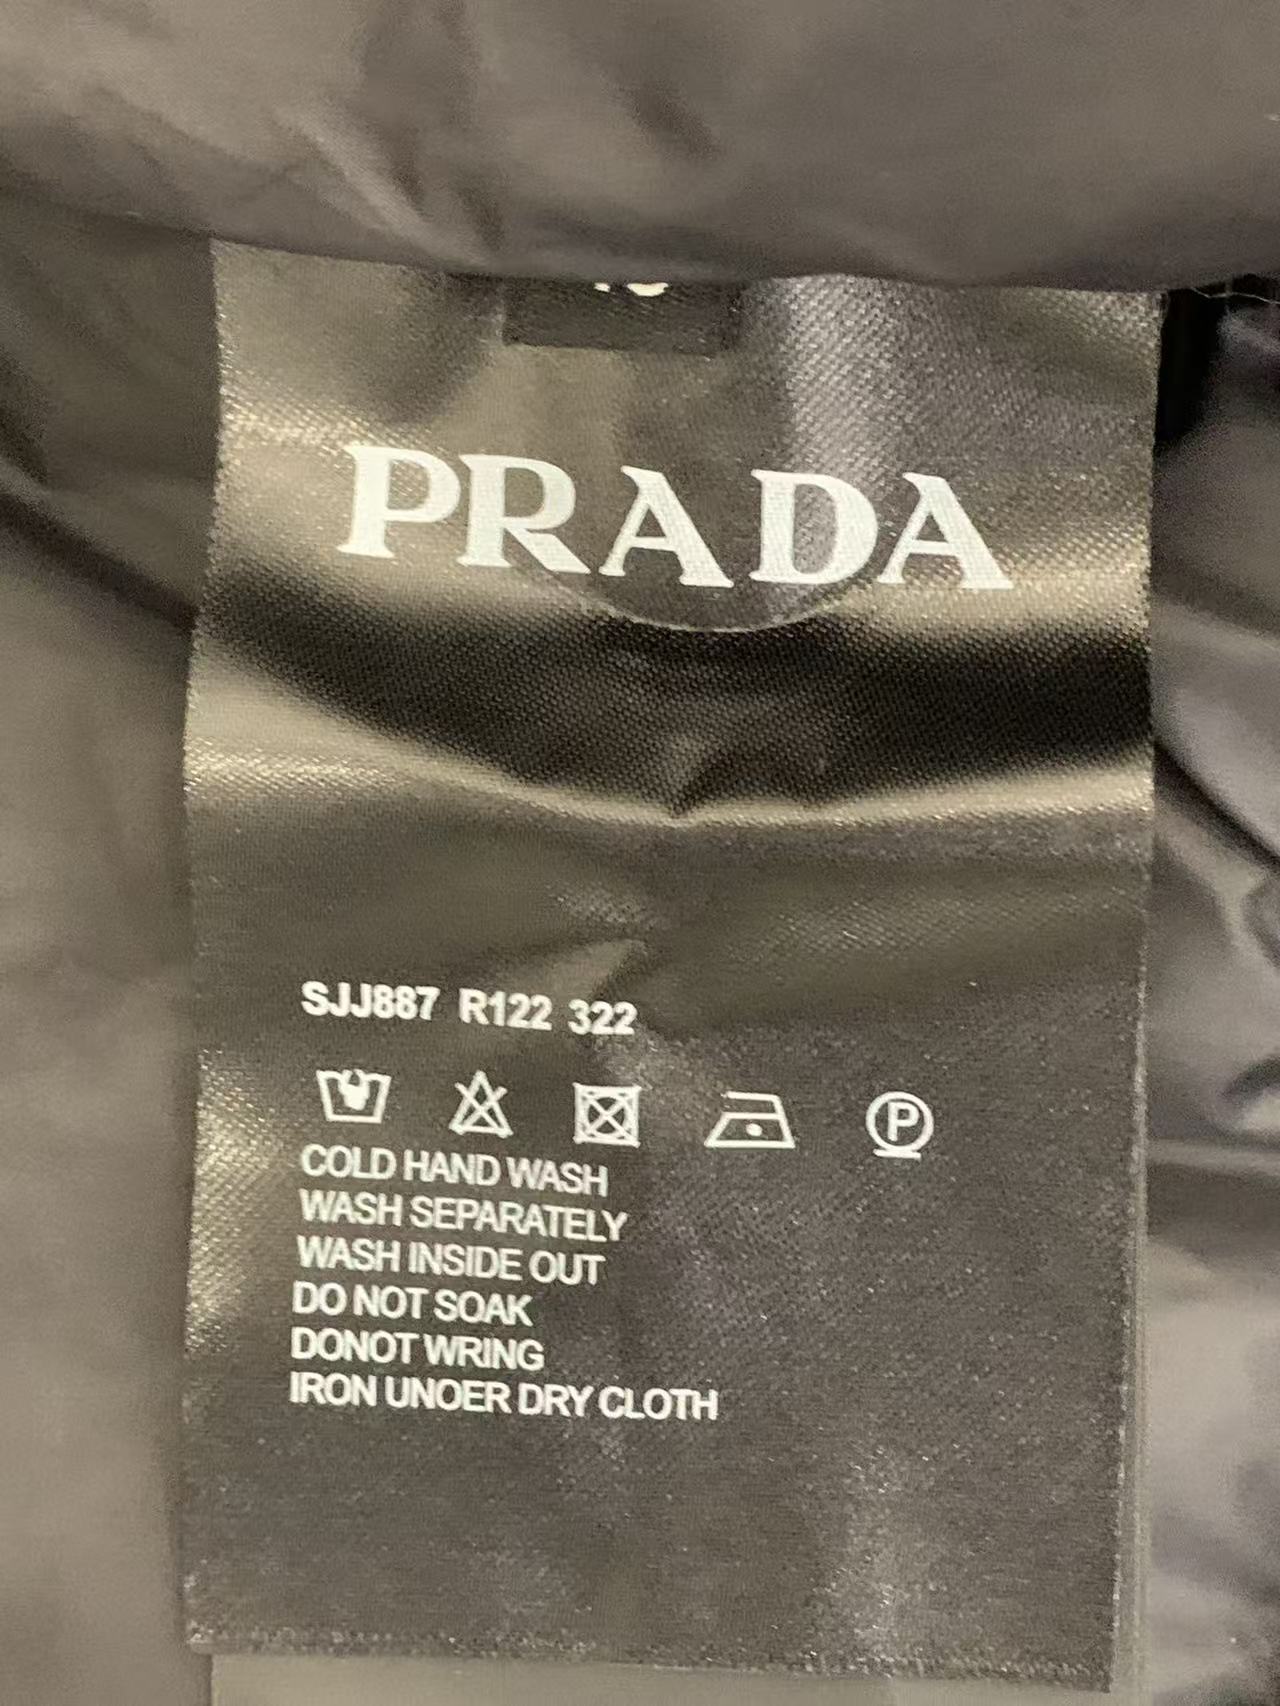 PRADA
SJJ887 R122 322
P
COLD HAND WASH
WASH SEPARATELY
WASH INSIDE OUT
DO NOT SOAK
DONOT WRING
IRON UNOER DRY CLOTH